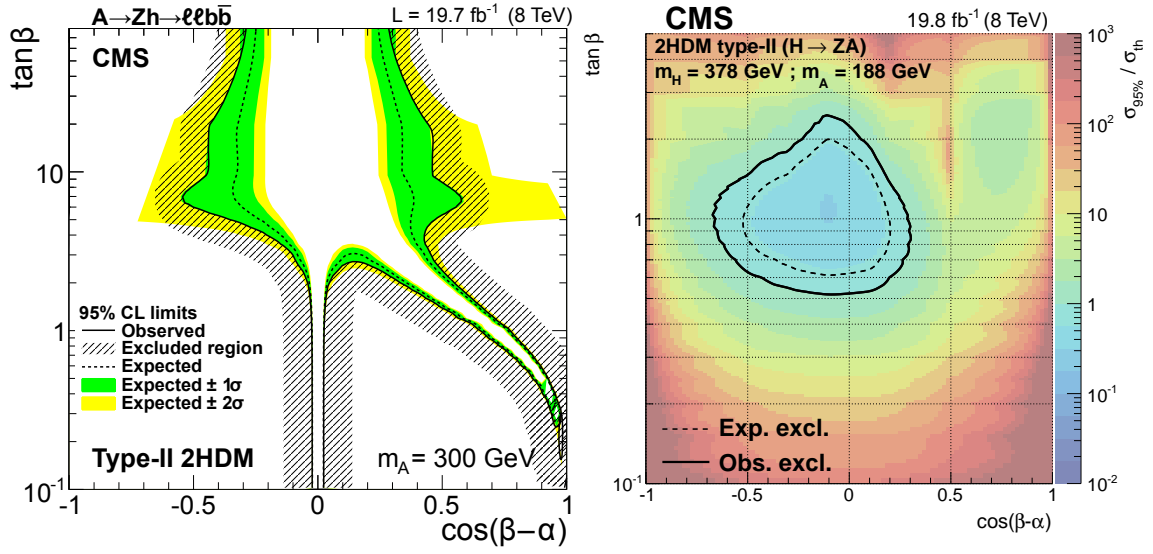 A→Zh→ℓℓbb̅
L = 19.7 fb⁻¹ (8 TeV)
tanβ
CMS
10
1
10⁻¹
95% CL limits
Observed
Excluded region
Expected
Expected ± 1σ
Expected ± 2σ
Type-II 2HDM
m_A = 300 GeV
-1
-0.5
0
0.5
1
cos(β−α)
CMS
19.8 fb⁻¹ (8 TeV)
tanβ
2HDM type-II (H → ZA)
m_H = 378 GeV ; m_A = 188 GeV
1
10⁻¹
Exp. excl.
Obs. excl.
-1
-0.5
0
0.5
1
cos(β-α)
10³
10²
10
1
10⁻¹
10⁻²
σ_95% / σ_th